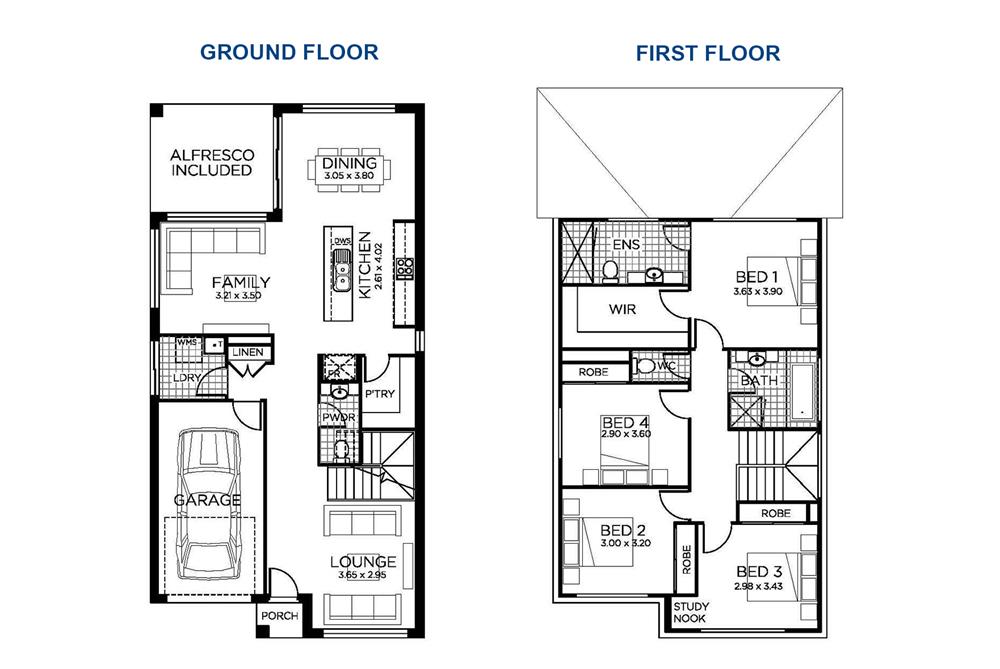 GROUND FLOOR
ALFRESCO
INCLUDED
DINING
3.05 x 3.80
DWS
KITCHEN
2.61 x 4.02
FAMILY
3.21 x 3.50
WMS
T
LINEN
LDRY
FR
P'TRY
PWDR
GARAGE
LOUNGE
3.65 x 2.95
PORCH
FIRST FLOOR
ENS
BED 1
3.63 x 3.90
WIR
ROBE
WC
BATH
BED 4
2.90 x 3.60
ROBE
BED 2
3.00 x 3.20
ROBE
BED 3
2.98 x 3.43
STUDY
NOOK